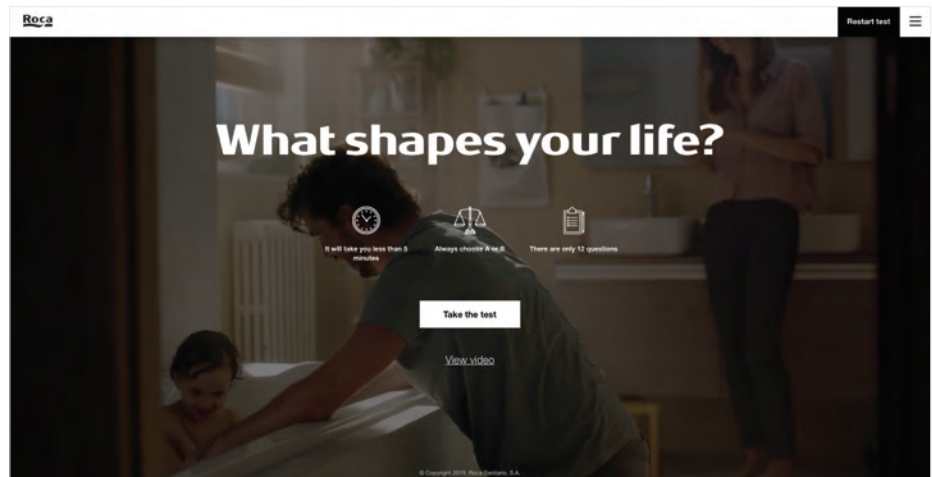 Roca
Restart test
What shapes your life?
It will take you less than 5
minutes
Always choose A or B
There are only 12 questions
Take the test
View video
© Copyright 2019. Roca Sanitario, S.A.